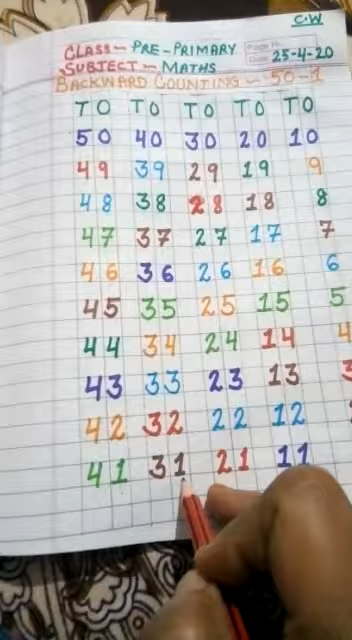 C.W
CLASS - PRE-PRIMARY
Page No.
SUBJECT - MATHS
Date 25-4-20
BACKWARD COUNTING - 50-1
TO TO TO TO TO
50 40 30 20 10
49 39 29 19 9
48 38 28 18 8
47 37 27 17 7
46 36 26 16 6
45 35 25 15 5
44 34 24 14 4
43 33 23 13 3
42 32 22 12
41 31 21 11